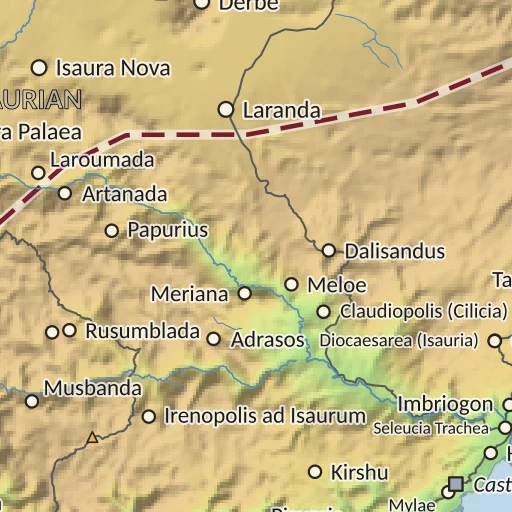 Derbe
Isaura Nova
AURIAN
Laranda
ra Palaea
Laroumada
Artanada
Papurius
Dalisandus
Ta
Meloe
Meriana
Claudiopolis (Cilicia)
Rusumblada
Adrasos
Diocaesarea (Isauria)
Musbanda
Imbriogon
Irenopolis ad Isaurum
Seleucia Trachea
H
Kirshu
Cast
Mylae